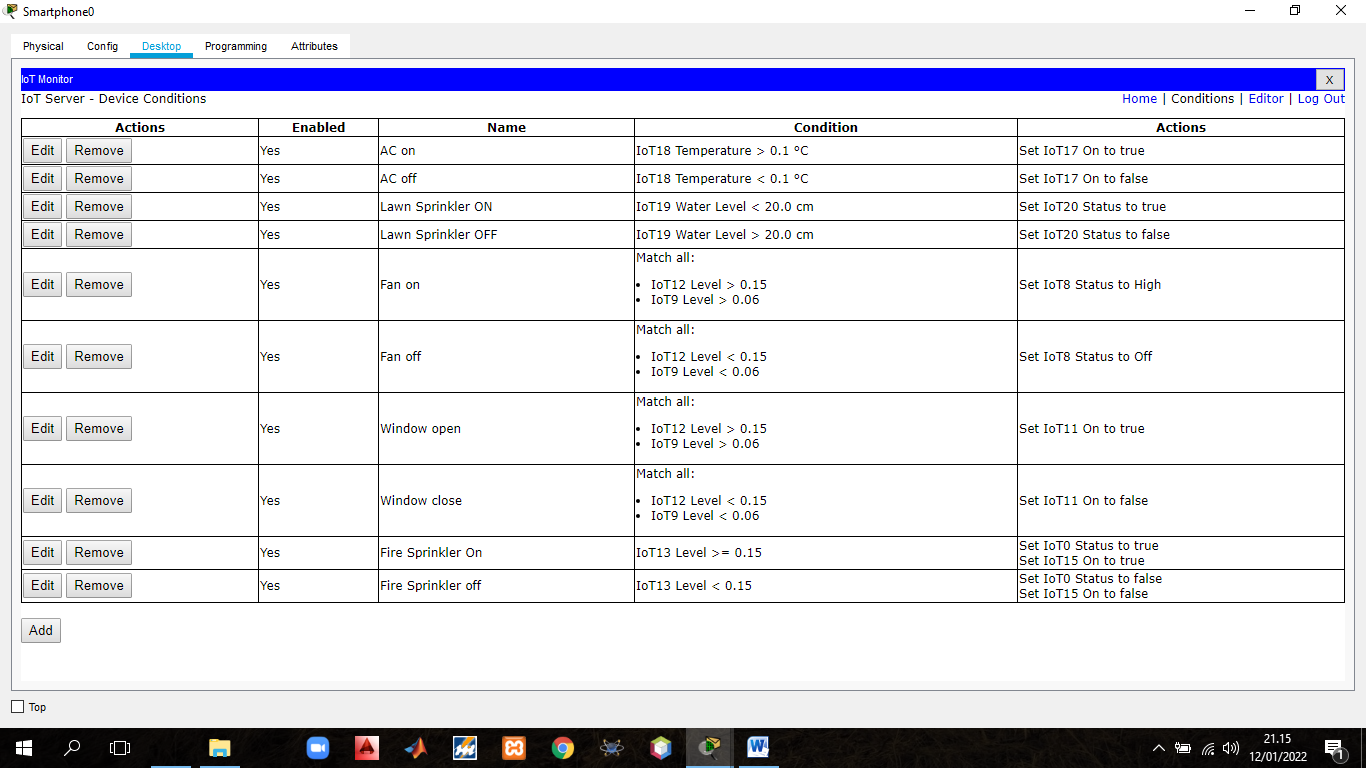 Smartphone0
Physical Config Desktop Programming Attributes
IoT Monitor X
IoT Server - Device Conditions Home | Conditions | Editor | Log Out
Actions Enabled Name Condition Actions
Edit Remove Yes AC on IoT18 Temperature > 0.1 °C Set IoT17 On to true
Edit Remove Yes AC off IoT18 Temperature < 0.1 °C Set IoT17 On to false
Edit Remove Yes Lawn Sprinkler ON IoT19 Water Level < 20.0 cm Set IoT20 Status to true
Edit Remove Yes Lawn Sprinkler OFF IoT19 Water Level > 20.0 cm Set IoT20 Status to false
Match all:
• IoT12 Level > 0.15
Edit Remove Yes Fan on Set IoT8 Status to High
• IoT9 Level > 0.06
Match all:
• IoT12 Level < 0.15
Edit Remove Yes Fan off Set IoT8 Status to Off
• IoT9 Level < 0.06
Match all:
• IoT12 Level > 0.15
Edit Remove Yes Window open Set IoT11 On to true
• IoT9 Level > 0.06
Match all:
• IoT12 Level < 0.15
Edit Remove Yes Window close Set IoT11 On to false
• IoT9 Level < 0.06
Edit Remove Yes Fire Sprinkler On IoT13 Level >= 0.15 Set IoT0 Status to true
Set IoT15 On to true
Edit Remove Yes Fire Sprinkler off IoT13 Level < 0.15 Set IoT0 Status to false
Set IoT15 On to false
Add
Top
21.15
12/01/2022
1